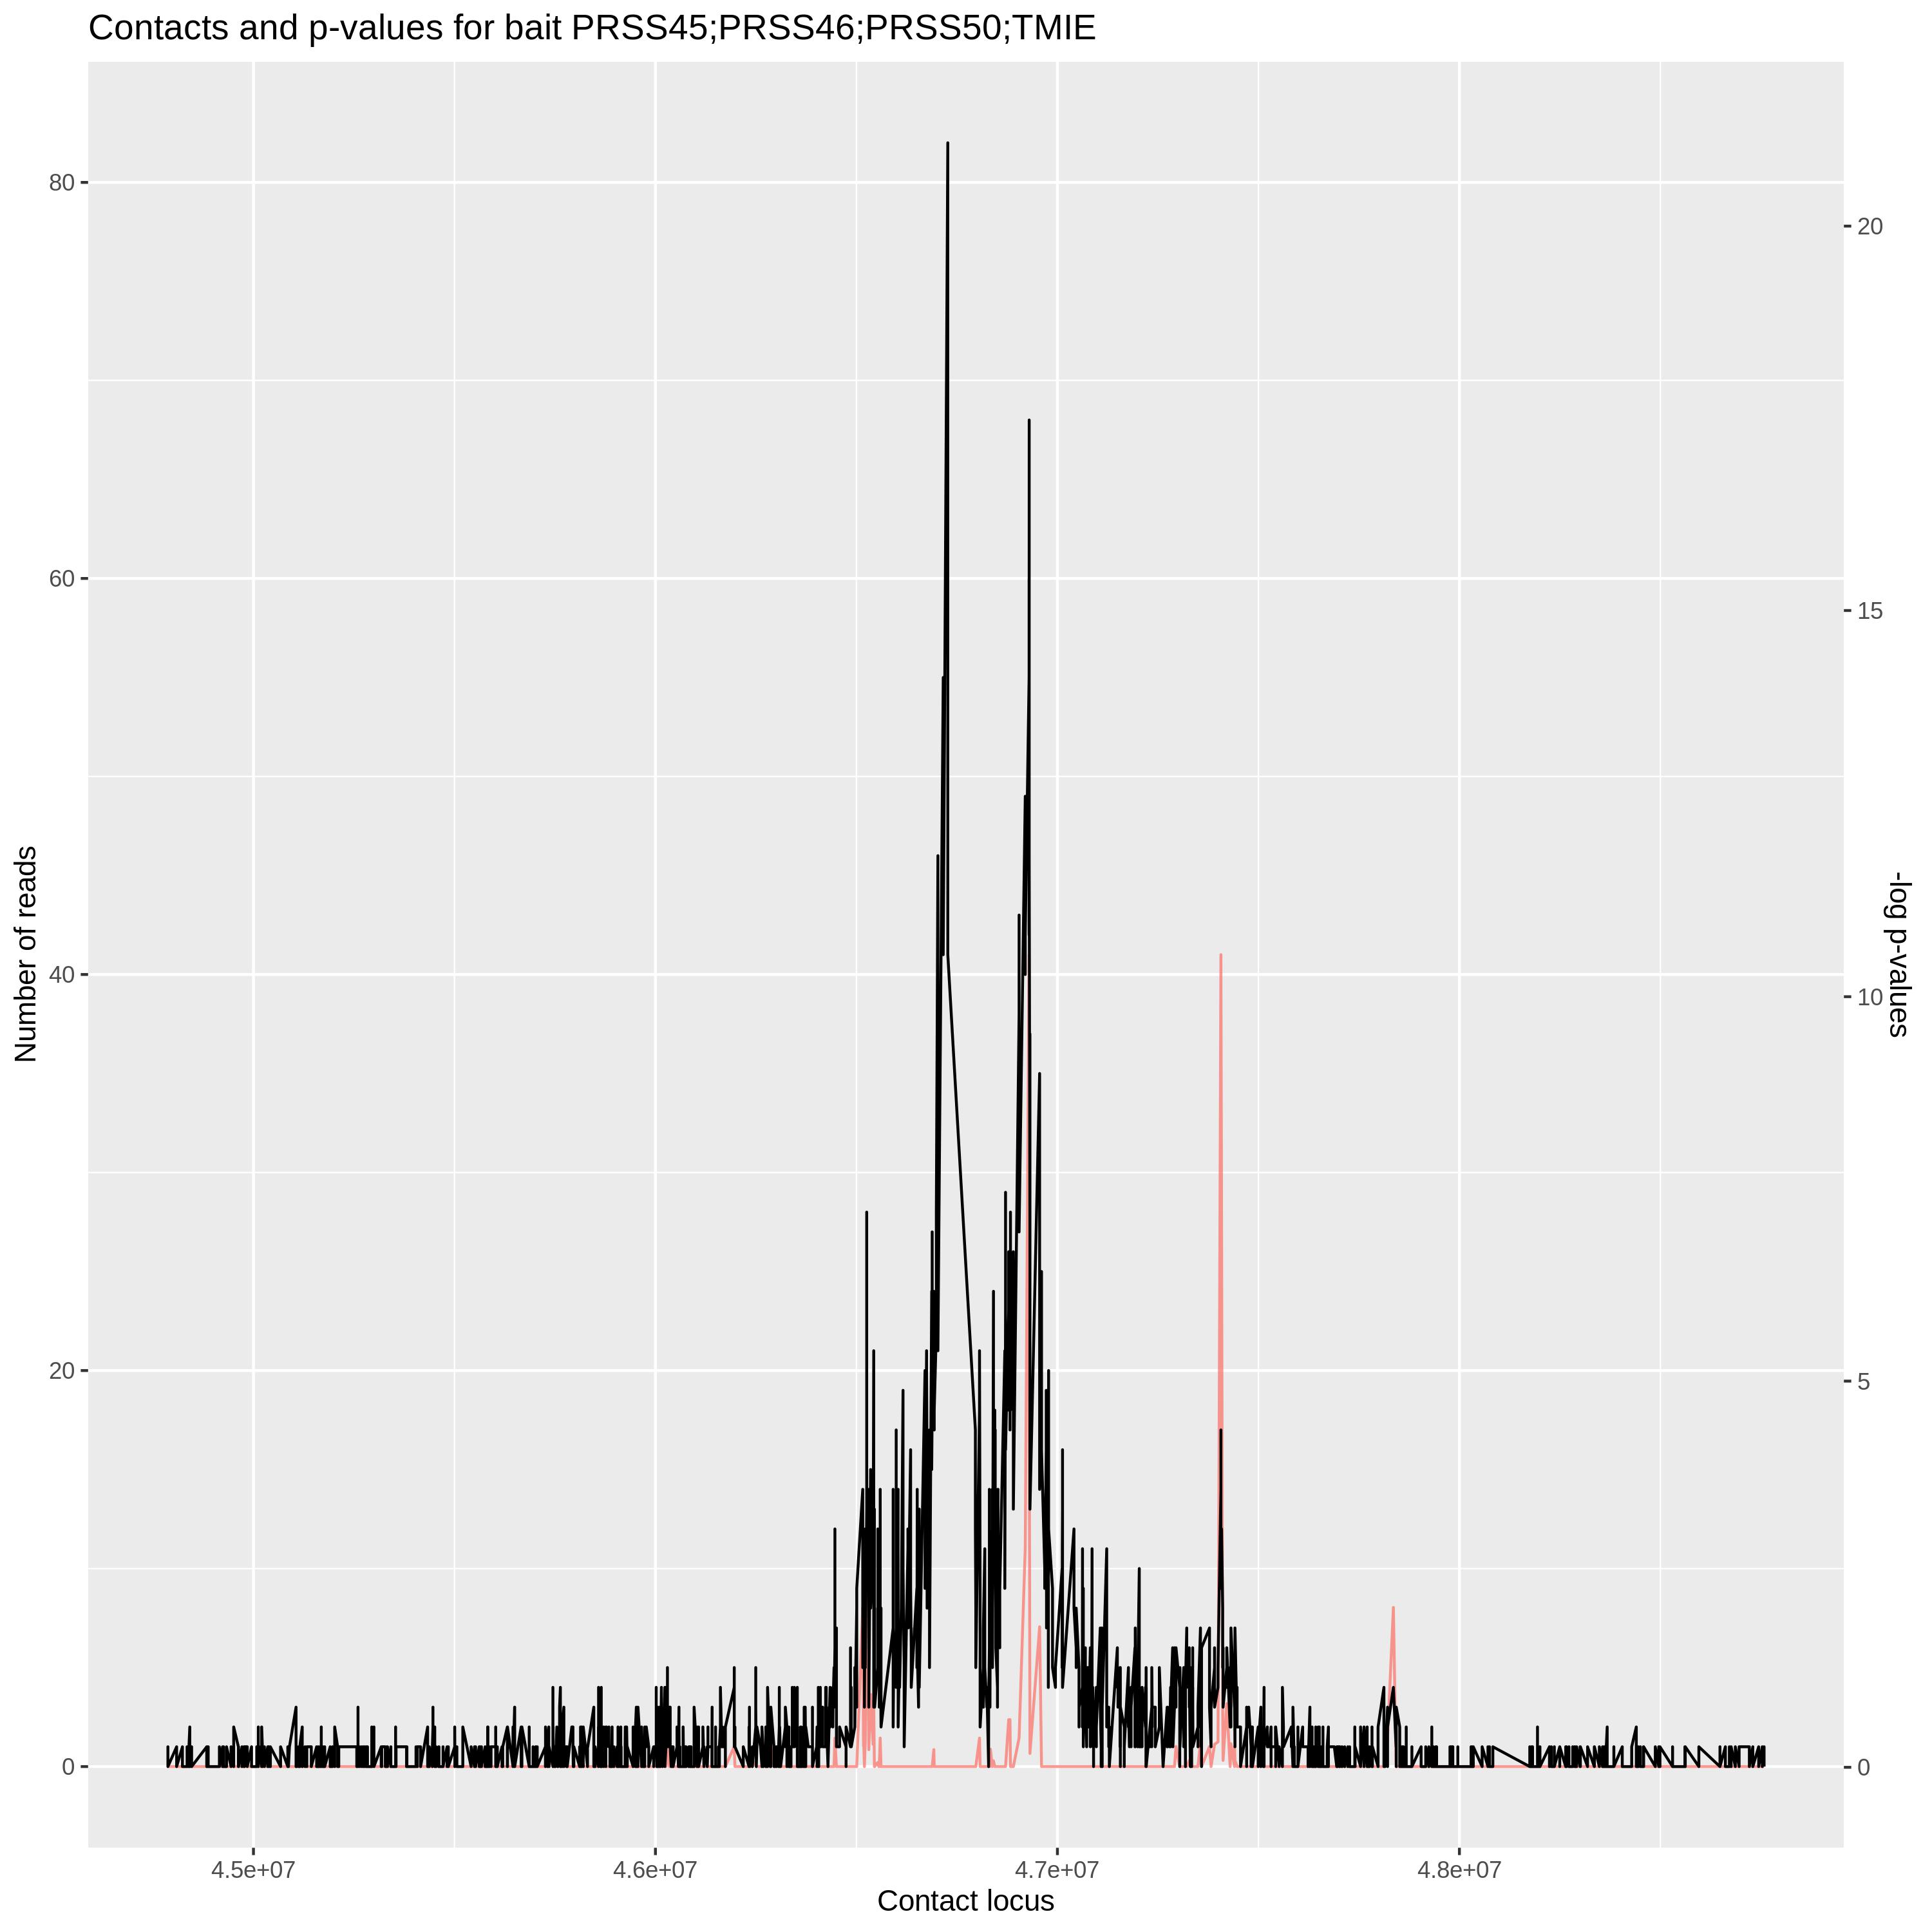 Contacts and p-values for bait PRSS45;PRSS46;PRSS50;TMIE
80
60
40
20
0
Number of reads
20
15
10
5
0
-log p-values
4.5e+07
4.6e+07
4.7e+07
4.8e+07
Contact locus